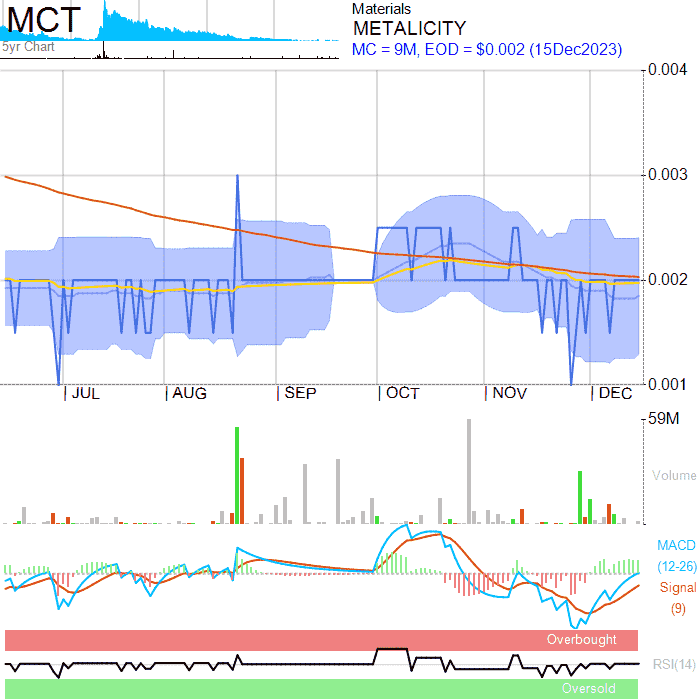 MCT
5yr Chart
Materials
METALICITY
MC = 9M, EOD = $0.002 (15Dec2023)
0.004
0.003
0.002
0.001
JUL AUG SEP OCT NOV DEC
59M
Volume
MACD
(12-26)
Signal
(9)
Overbought
RSI(14)
Oversold